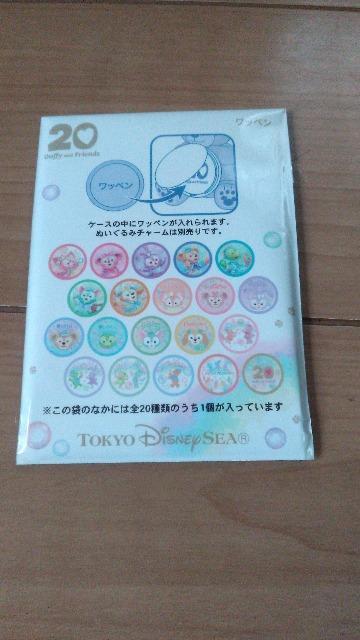 20
Duffy and Friends
ワッペン
ワッペン
ケースの中にワッペンが入れられます。
ぬいぐるみチャームは別売りです。
20
※この袋のなかには全20種類のうち1個が入っています
TOKYO DISNEYSEA®